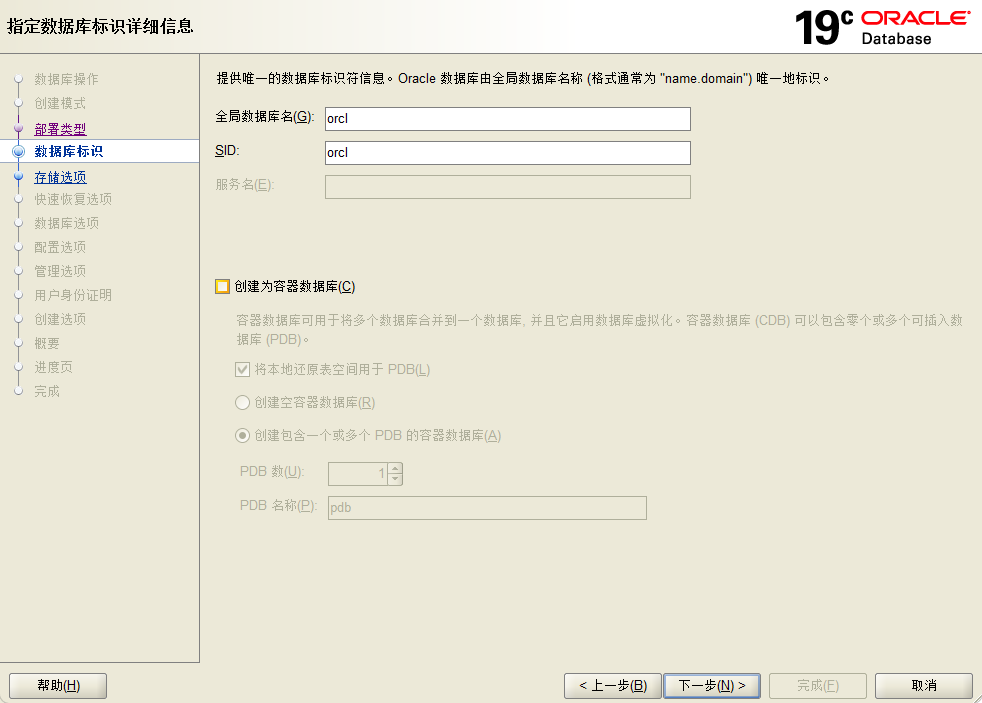 指定数据库标识详细信息
19c ORACLE
Database
数据库操作
创建模式
部署类型
数据库标识
存储选项
快速恢复选项
数据库选项
配置选项
管理选项
用户身份证明
创建选项
概要
进度页
完成
提供唯一的数据库标识符信息。Oracle 数据库由全局数据库名称 (格式通常为 "name.domain") 唯一地标识。
全局数据库名(G): orcl
SID: orcl
服务名(E):
创建为容器数据库(C)
容器数据库可用于将多个数据库合并到一个数据库, 并且它启用数据库虚拟化。容器数据库 (CDB) 可以包含零个或多个可插入数
据库 (PDB)。
将本地还原表空间用于 PDB(L)
创建空容器数据库(R)
创建包含一个或多个 PDB 的容器数据库(A)
PDB 数(U): 1
PDB 名称(P): pdb
帮助(H) < 上一步(B) 下一步(N) > 完成(F) 取消